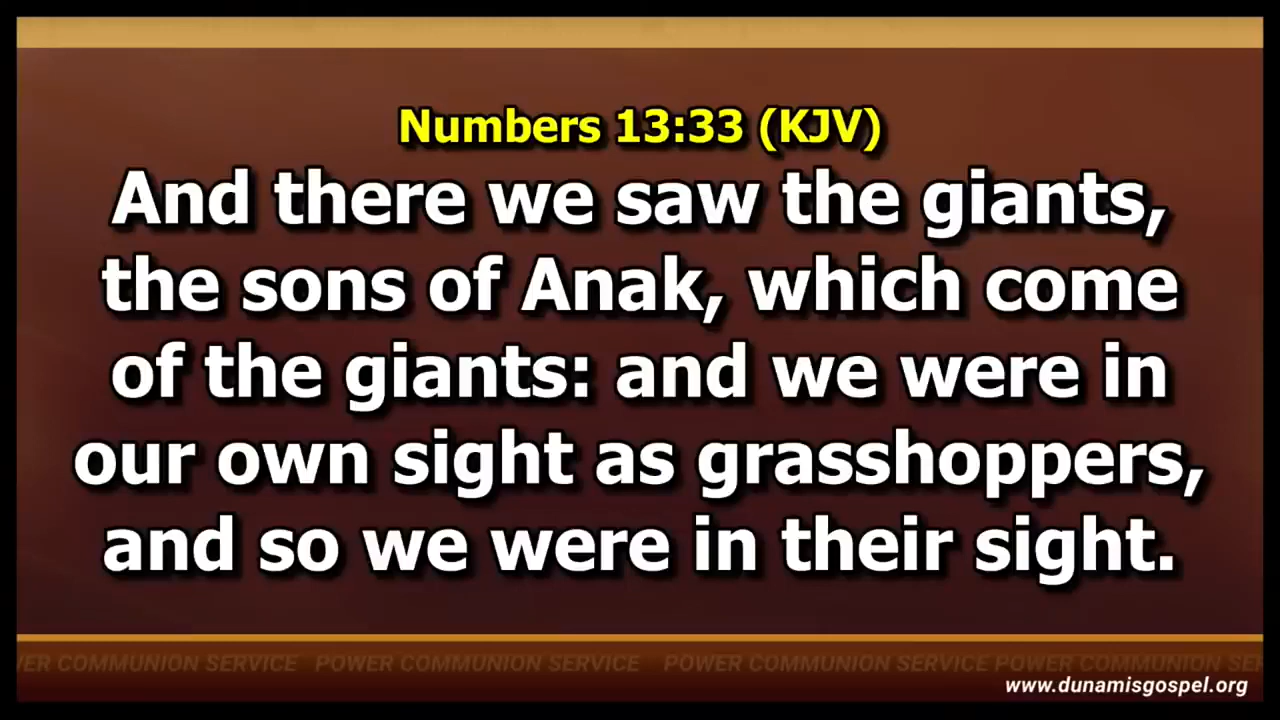 Numbers 13:33 (KJV)
And there we saw the giants,
the sons of Anak, which come
of the giants: and we were in
our own sight as grasshoppers,
and so we were in their sight.
VER COMMUNION SERVICE POWER COMMUNION SERVICE POWER COMMUNION SERVICE POWER COMMUNION SER
www.dunamisgospel.org